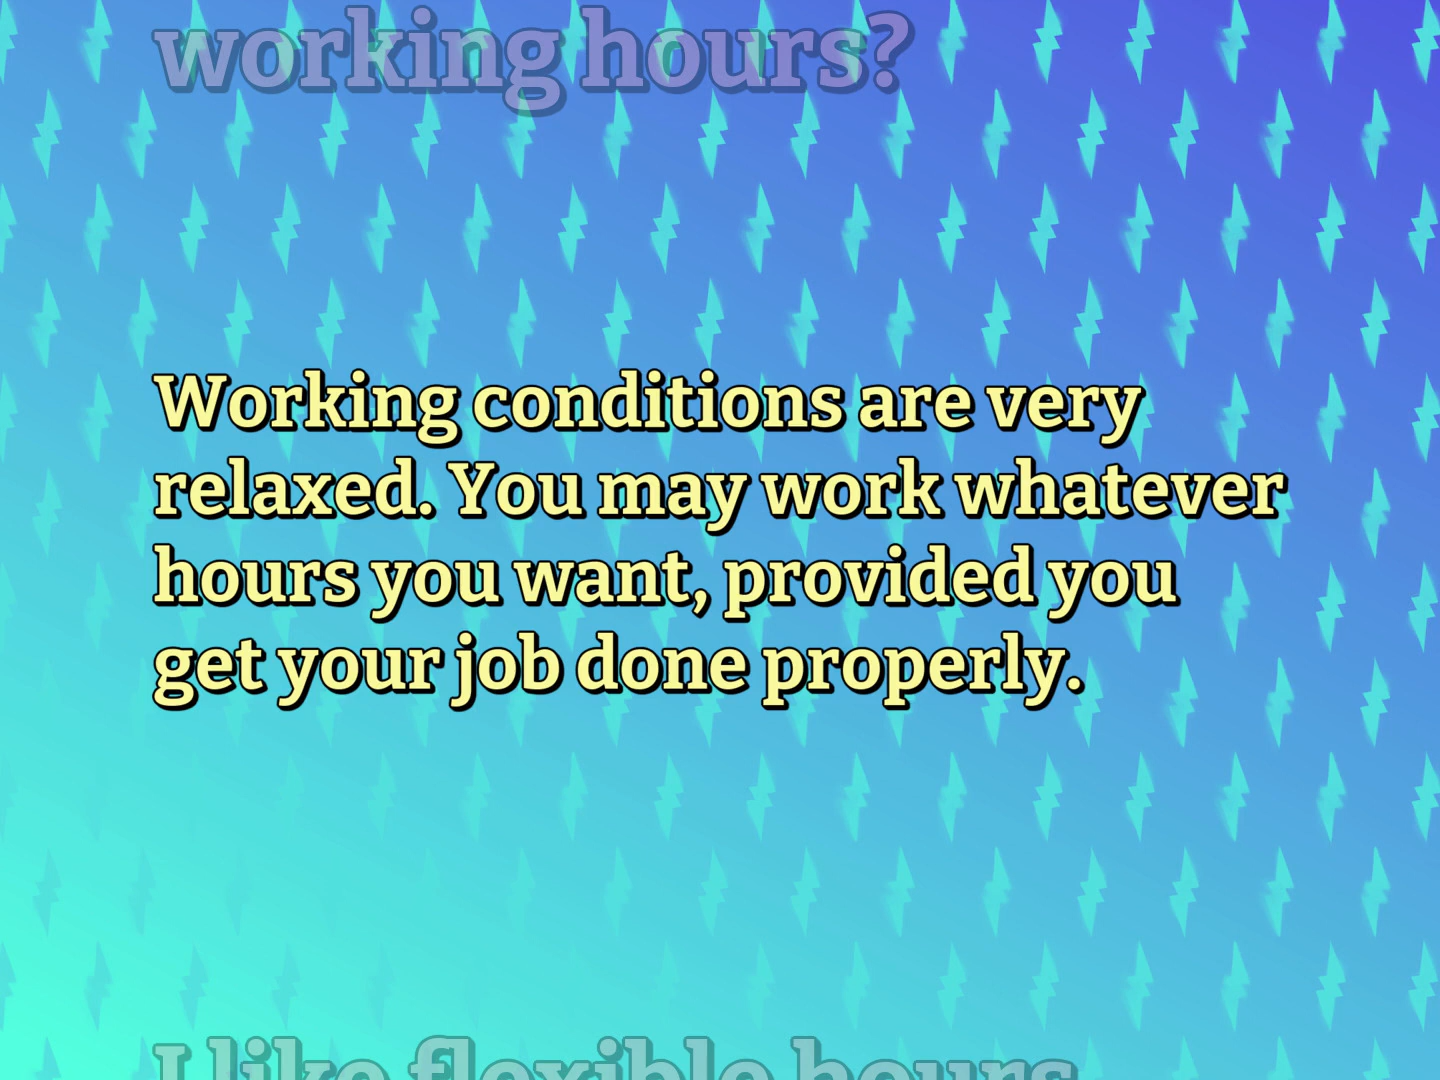 working hours?
Working conditions are very
relaxed. You may work whatever
hours you want, provided you
get your job done properly.
I like flexible hours